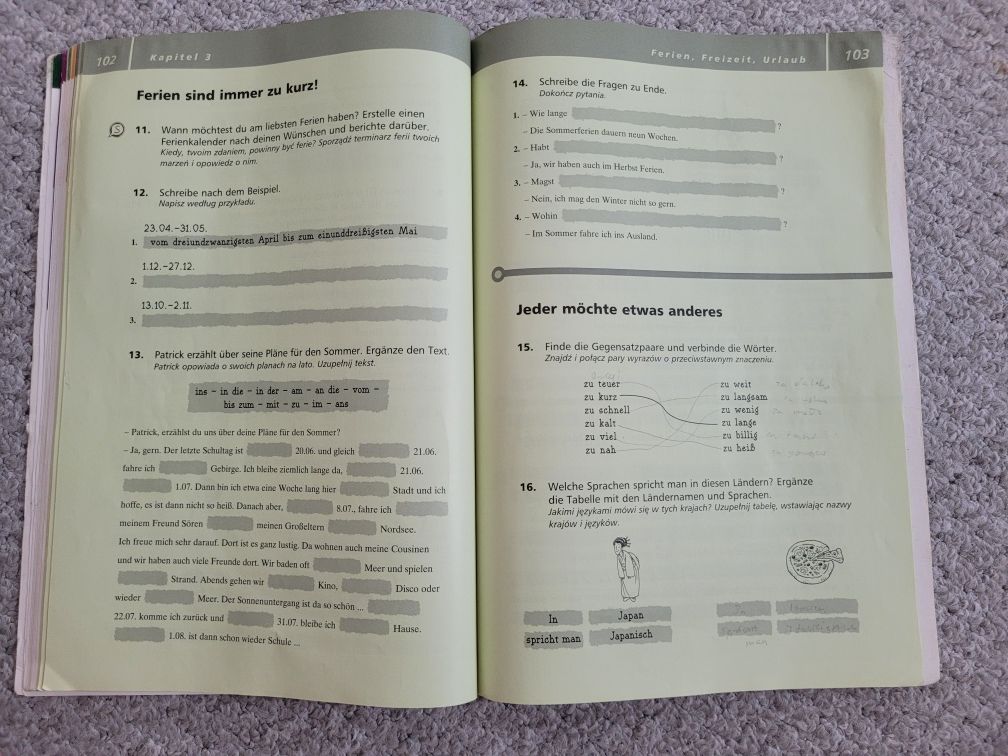 102 Kapitel 3
Ferien sind immer zu kurz!
11. Wann möchtest du am liebsten Ferien haben? Erstelle einen
Ferienkalender nach deinen Wünschen und berichte darüber.
Kiedy, twoim zdaniem, powinny być ferie? Sporządź terminarz ferii twoich
marzeń i opowiedz o nim.
12. Schreibe nach dem Beispiel.
Napisz według przykładu.
23.04.–31.05.
1. vom dreiundzwanzigsten April bis zum einunddreißigsten Mai
1.12.–27.12.
2.
13.10.–2.11.
3.
13. Patrick erzählt über seine Pläne für den Sommer. Ergänze den Text.
Patrick opowiada o swoich planach na lato. Uzupełnij tekst.
ins – in die – in der – am – an die – vom –
bis zum – mit – zu – im – ans
– Patrick, erzählst du uns über deine Pläne für den Sommer?
– Ja, gern. Der letzte Schultag ist 20.06. und gleich 21.06.
fahre ich Gebirge. Ich bleibe ziemlich lange da, 21.06.
1.07. Dann bin ich etwa eine Woche lang hier Stadt und ich
hoffe, es ist dann nicht so heiß. Danach aber, 8.07., fahre ich
meinem Freund Sören meinen Großeltern Nordsee.
Ich freue mich sehr darauf. Dort ist es ganz lustig. Da wohnen auch meine Cousinen
und wir haben auch viele Freunde dort. Wir baden oft Meer und spielen
Strand. Abends gehen wir Kino, Disco oder
wieder Meer. Der Sonnenuntergang ist da so schön ...
22.07. komme ich zurück und 31.07. bleibe ich Hause.
1.08. ist dann schon wieder Schule ...
Ferien, Freizeit, Urlaub 103
14. Schreibe die Fragen zu Ende.
Dokończ pytania.
1. – Wie lange ?
– Die Sommerferien dauern neun Wochen.
2. – Habt ?
– Ja, wir haben auch im Herbst Ferien.
3. – Magst ?
– Nein, ich mag den Winter nicht so gern.
4. – Wohin ?
– Im Sommer fahre ich ins Ausland.
Jeder möchte etwas anderes
15. Finde die Gegensatzpaare und verbinde die Wörter.
Znajdź i połącz pary wyrazów o przeciwstawnym znaczeniu.
zu teuer zu weit
zu kurz zu langsam
zu schnell zu wenig
zu kalt zu lange
zu viel zu billig
zu nah zu heiß
16. Welche Sprachen spricht man in diesen Ländern? Ergänze
die Tabelle mit den Ländernamen und Sprachen.
Jakimi językami mówi się w tych krajach? Uzupełnij tabelę, wstawiając nazwy
krajów i języków.
In Japan In
spricht man Japanisch
man